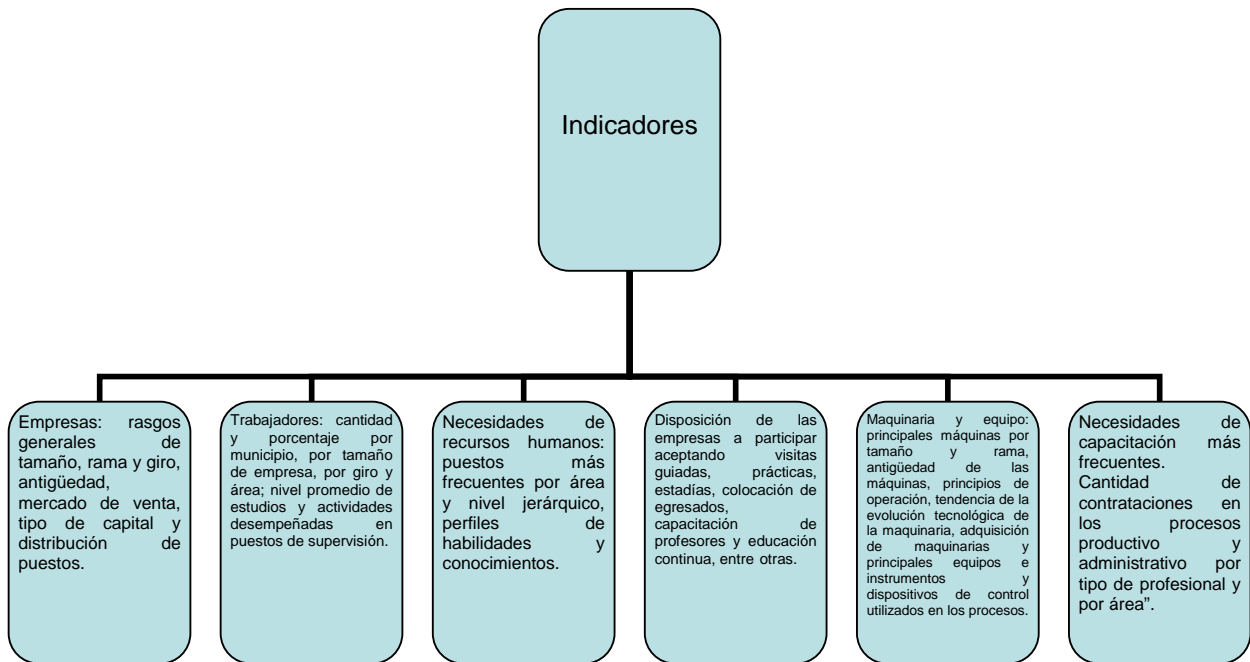 Indicadores
Empresas: rasgos
generales de
tamaño, rama y giro,
antigüedad,
mercado de venta,
tipo de capital y
distribución de
puestos.
Trabajadores: cantidad
y porcentaje por
municipio, por tamaño
de empresa, por giro y
área; nivel promedio de
estudios y actividades
desempeñadas en
puestos de supervisión.
Necesidades de
recursos humanos:
puestos más
frecuentes por área
y nivel jerárquico,
perfiles de
habilidades y
conocimientos.
Disposición de las
empresas a participar
aceptando visitas
guiadas, prácticas,
estadías, colocación de
egresados,
capacitación de
profesores y educación
continua, entre otras.
Maquinaria y equipo:
principales máquinas por
tamaño y rama,
antigüedad de las
máquinas, principios de
operación, tendencia de la
evolución tecnológica de
la maquinaria, adquisición
de maquinarias y
principales equipos e
instrumentos y
dispositivos de control
utilizados en los procesos.
Necesidades de
capacitación más
frecuentes.
Cantidad de
contrataciones en
los procesos
productivo y
administrativo por
tipo de profesional y
por área”.